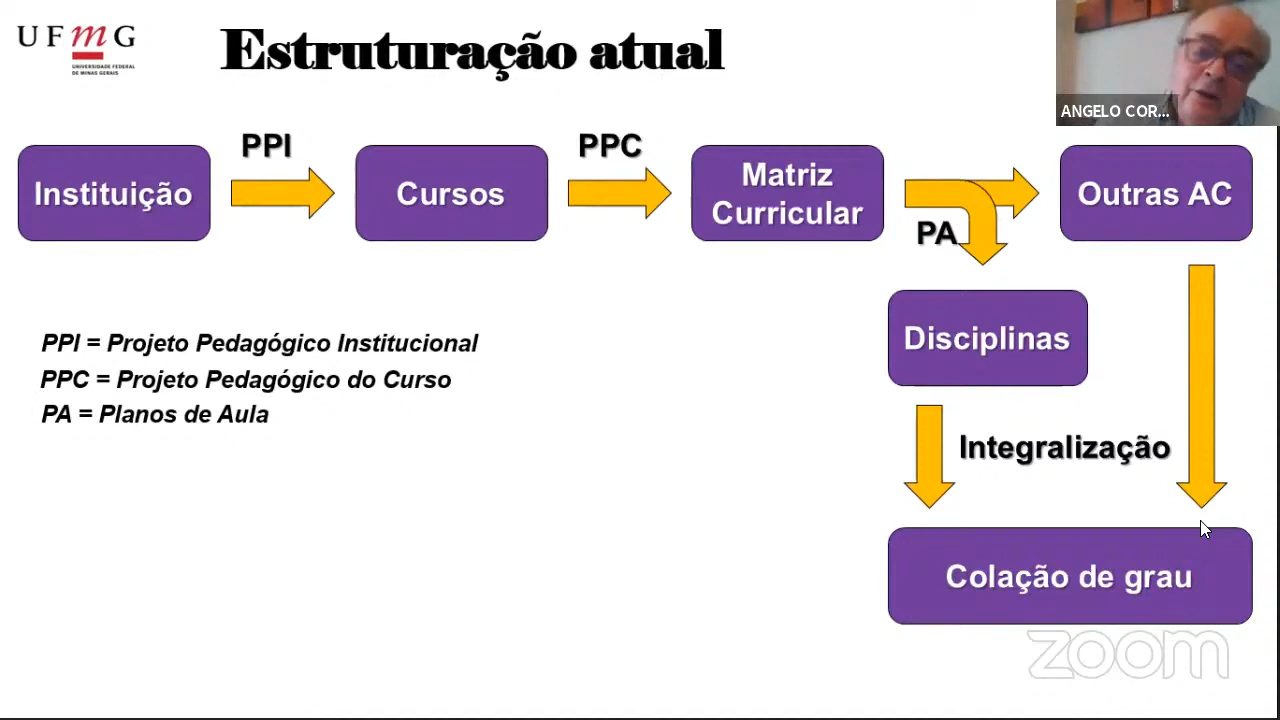 UFmG
UNIVERSIDADE FEDERAL
DE MINAS GERAIS
Estruturação atual
ANGELO COR...
PPI
PPC
Instituição
Cursos
Matriz
Curricular
Outras AC
PA
Disciplinas
PPI = Projeto Pedagógico Institucional
PPC = Projeto Pedagógico do Curso
PA = Planos de Aula
Integralização
Colação de grau
zoom